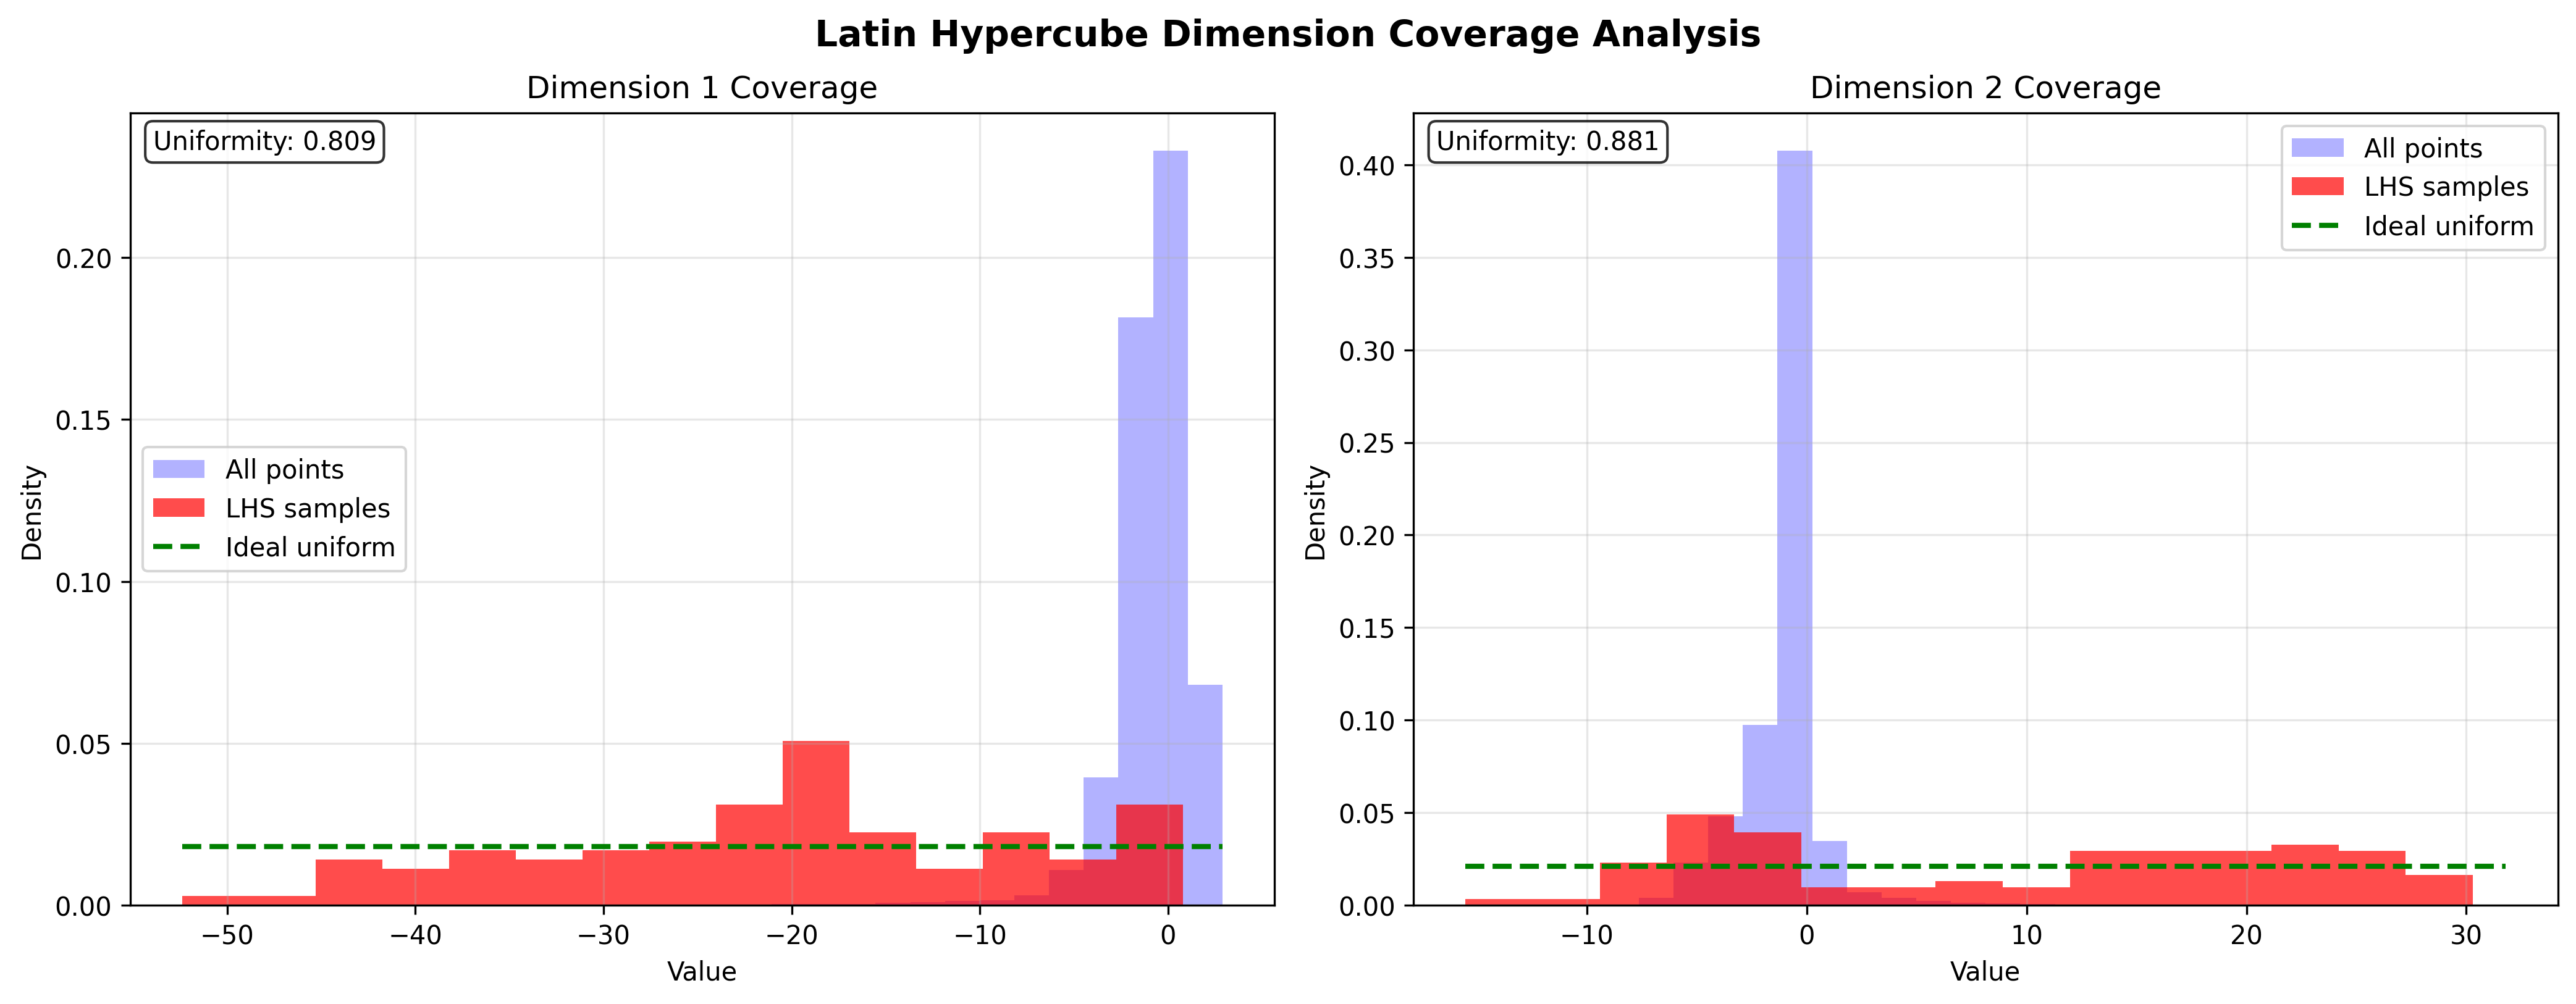 Latin Hypercube Dimension Coverage Analysis
Dimension 1 Coverage
Uniformity: 0.809
0.20
0.15
0.10
0.05
0.00
Density
All points
LHS samples
Ideal uniform
−50
−40
−30
−20
−10
0
Value
Dimension 2 Coverage
Uniformity: 0.881
All points
LHS samples
Ideal uniform
0.40
0.35
0.30
0.25
0.20
0.15
0.10
0.05
0.00
Density
−10
0
10
20
30
Value